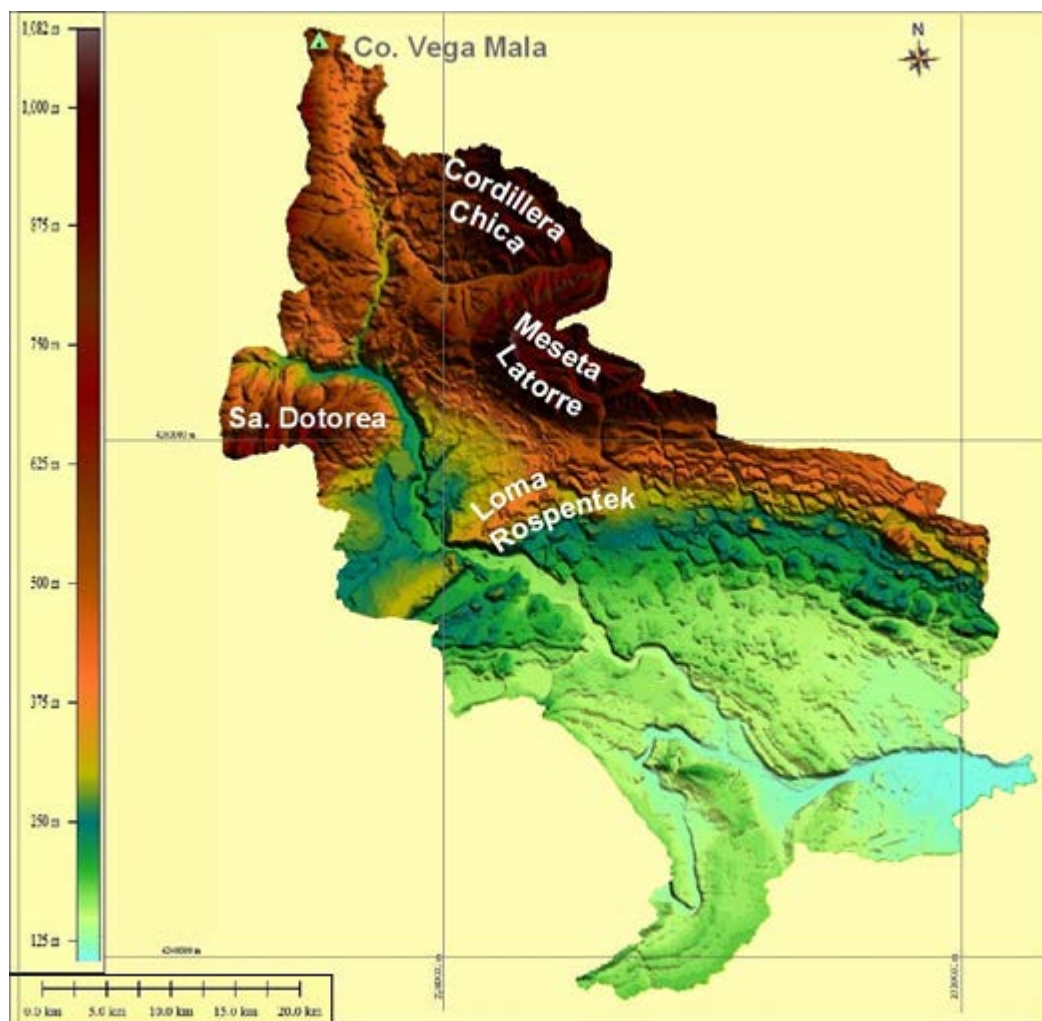 1,082 m
1,000 m
875 m
750 m
625 m
500 m
375 m
250 m
125 m
N
Co. Vega Mala
Cordillera
Chica
Meseta
Latorre
Sa. Dotorea
Loma
Rospentek
0.0 km 5.0 km 10.0 km 15.0 km 20.0 km